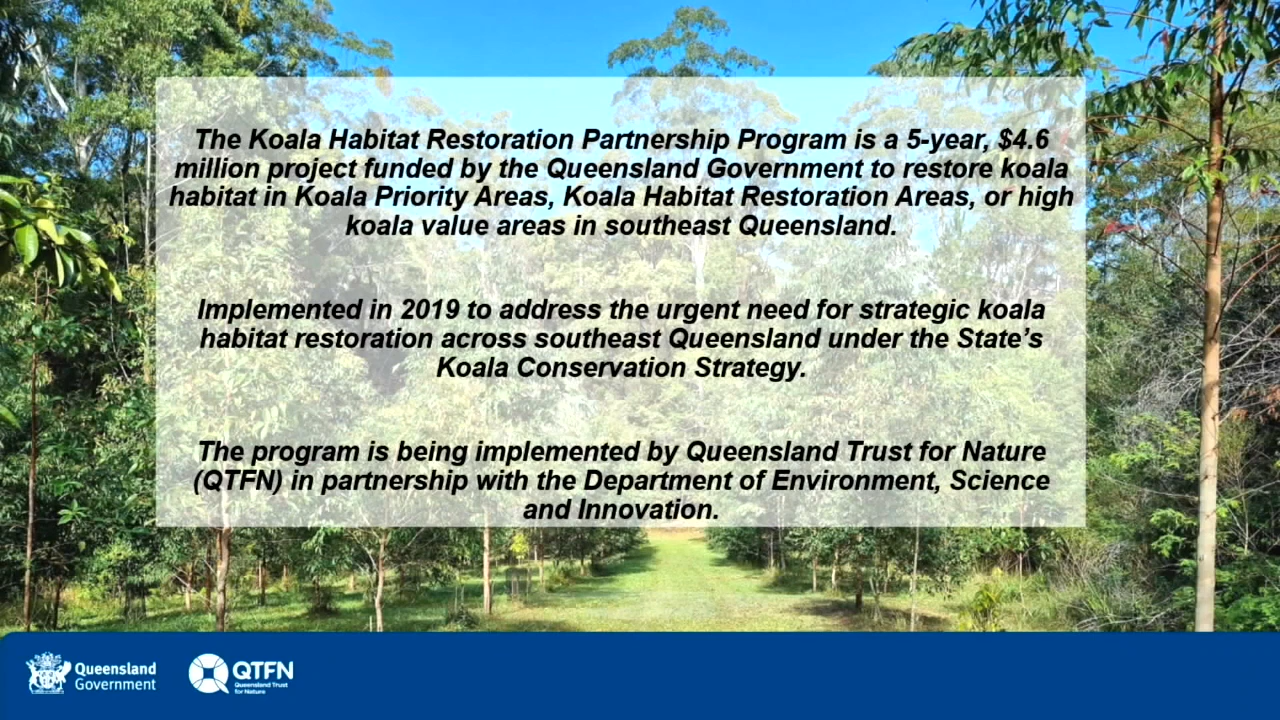 The Koala Habitat Restoration Partnership Program is a 5-year, $4.6
million project funded by the Queensland Government to restore koala
habitat in Koala Priority Areas, Koala Habitat Restoration Areas, or high
koala value areas in southeast Queensland.
Implemented in 2019 to address the urgent need for strategic koala
habitat restoration across southeast Queensland under the State’s
Koala Conservation Strategy.
The program is being implemented by Queensland Trust for Nature
(QTFN) in partnership with the Department of Environment, Science
and Innovation.
Queensland
Government
QTFN
Queensland Trust
for Nature